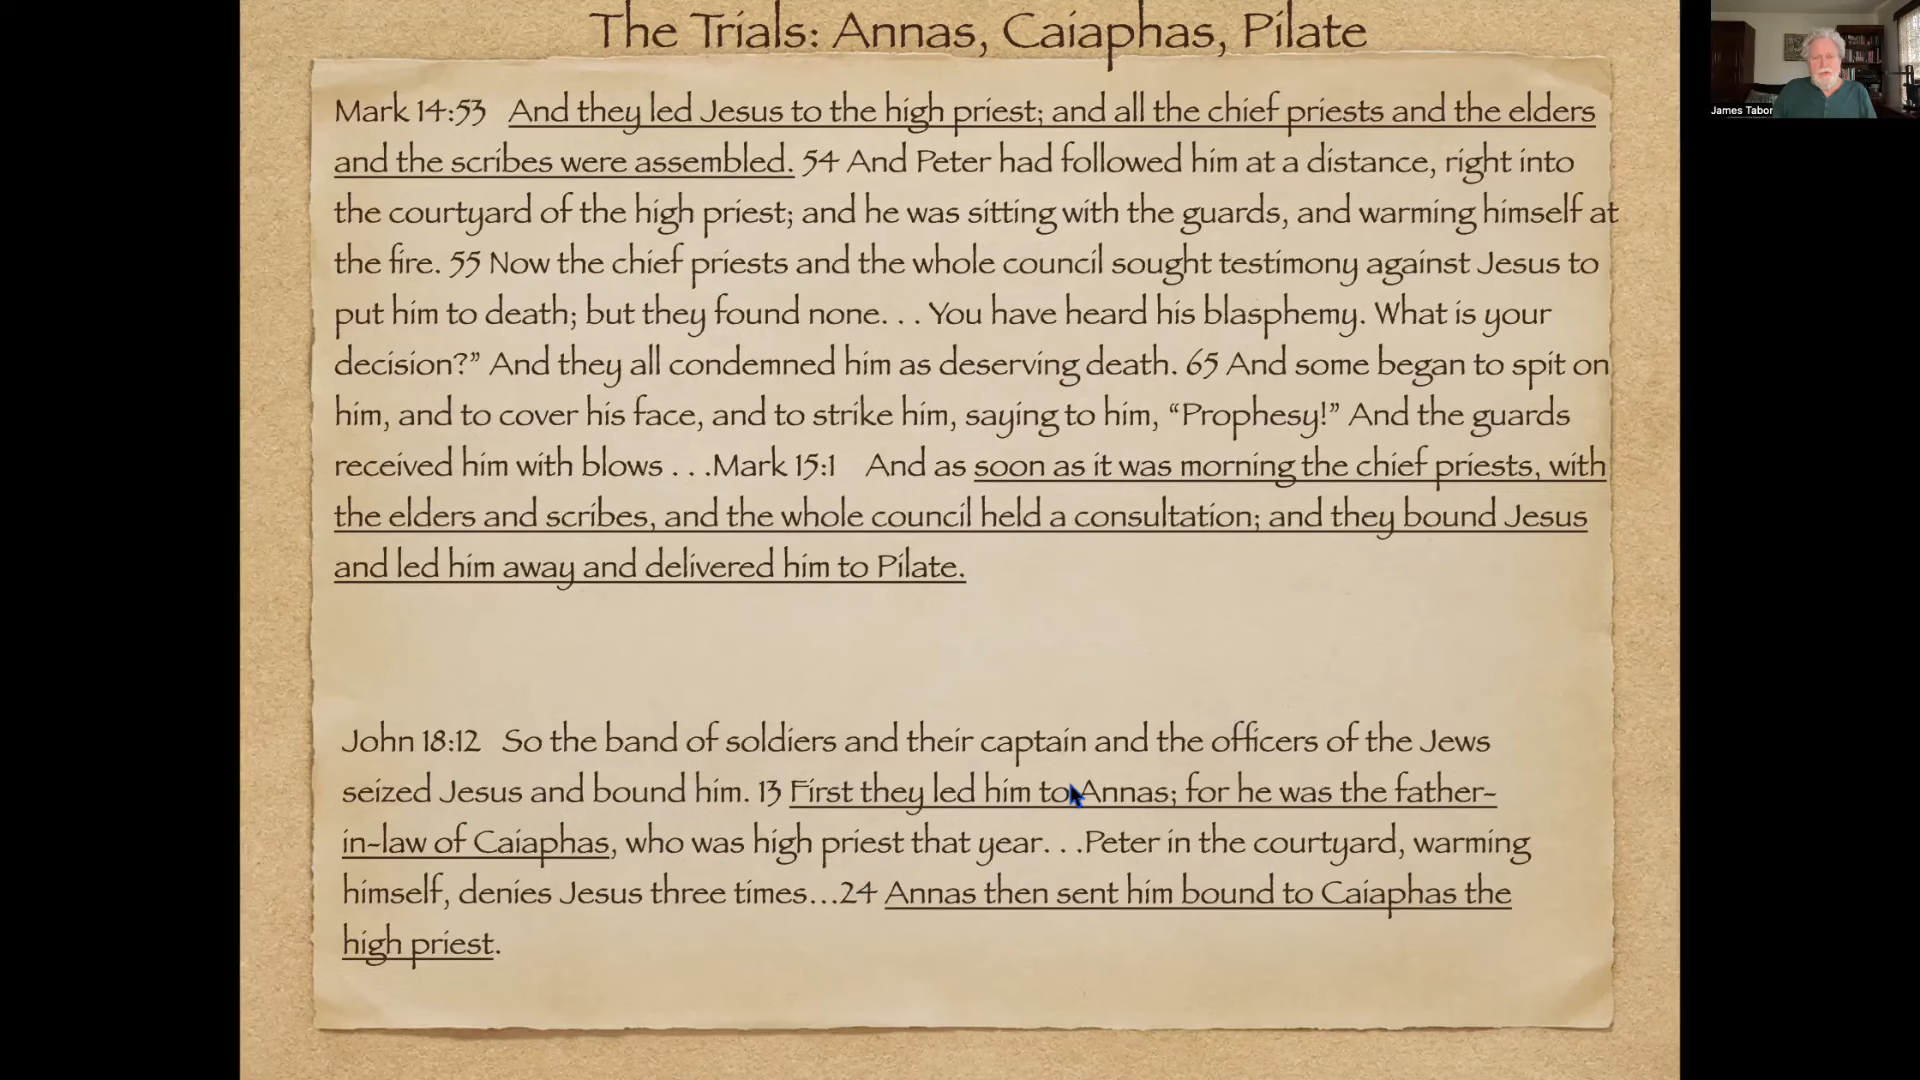 The Trials: Annas, Caiaphas, Pilate
James Tabor
Mark 14:53 And they led Jesus to the high priest; and all the chief priests and the elders
and the scribes were assembled. 54 And Peter had followed him at a distance, right into
the courtyard of the high priest; and he was sitting with the guards, and warming himself at
the fire. 55 Now the chief priests and the whole council sought testimony against Jesus to
put him to death; but they found none. . . You have heard his blasphemy. What is your
decision?” And they all condemned him as deserving death. 65 And some began to spit on
him, and to cover his face, and to strike him, saying to him, “Prophesy!” And the guards
received him with blows . . .Mark 15:1 And as soon as it was morning the chief priests, with
the elders and scribes, and the whole council held a consultation; and they bound Jesus
and led him away and delivered him to Pilate.
John 18:12 So the band of soldiers and their captain and the officers of the Jews
seized Jesus and bound him. 13 First they led him to Annas; for he was the father-
in-law of Caiaphas, who was high priest that year. . .Peter in the courtyard, warming
himself, denies Jesus three times...24 Annas then sent him bound to Caiaphas the
high priest.